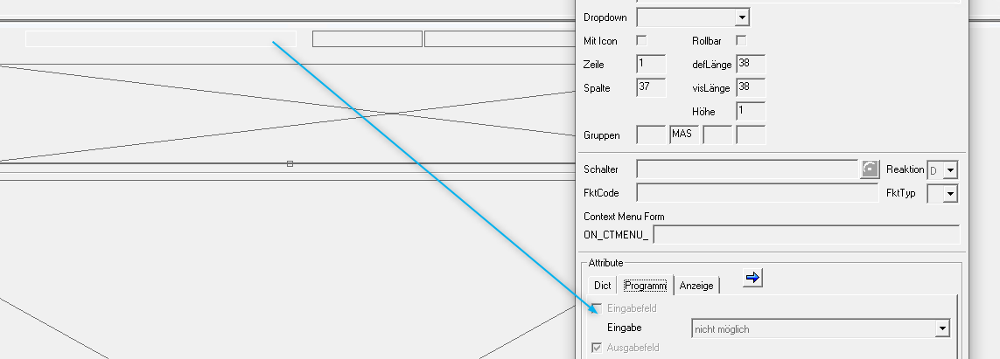 Dropdown
Mit Icon Rollbar
Zeile 1 defLänge 38
Spalte 37 visLänge 38
Höhe 1
Gruppen MAS
Schalter Reaktion D
FktCode FktTyp
Context Menu Form
ON_CTMENU_
Attribute
Dict Programm Anzeige
Eingabefeld
Eingabe nicht möglich
Ausgabefeld